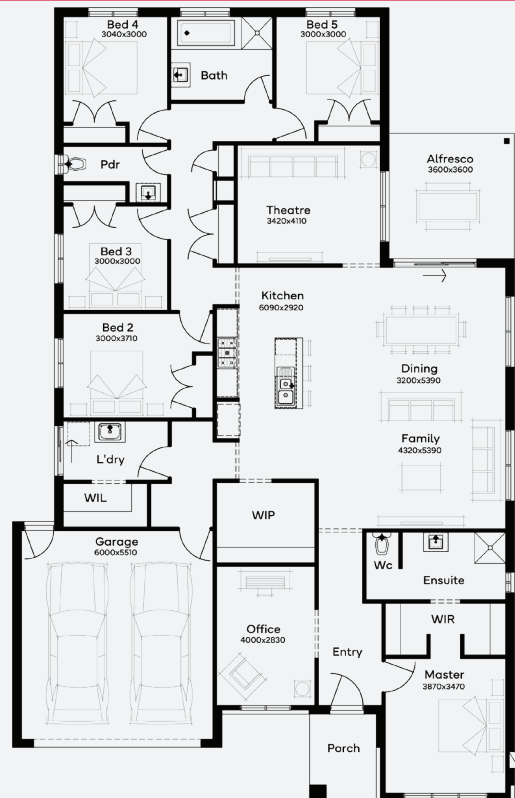 Bed 4
3040x3000
Bath
Bed 5
3000x3000
Pdr
Theatre
3420x4110
Alfresco
3600x3600
Bed 3
3000x3000
Kitchen
6090x2920
Bed 2
3000x3710
Dining
3200x5390
Family
4320x5390
L'dry
WIL
WIP
Garage
6000x5510
Wc
Ensuite
Office
4000x2830
WIR
Entry
Master
3870x3470
Porch